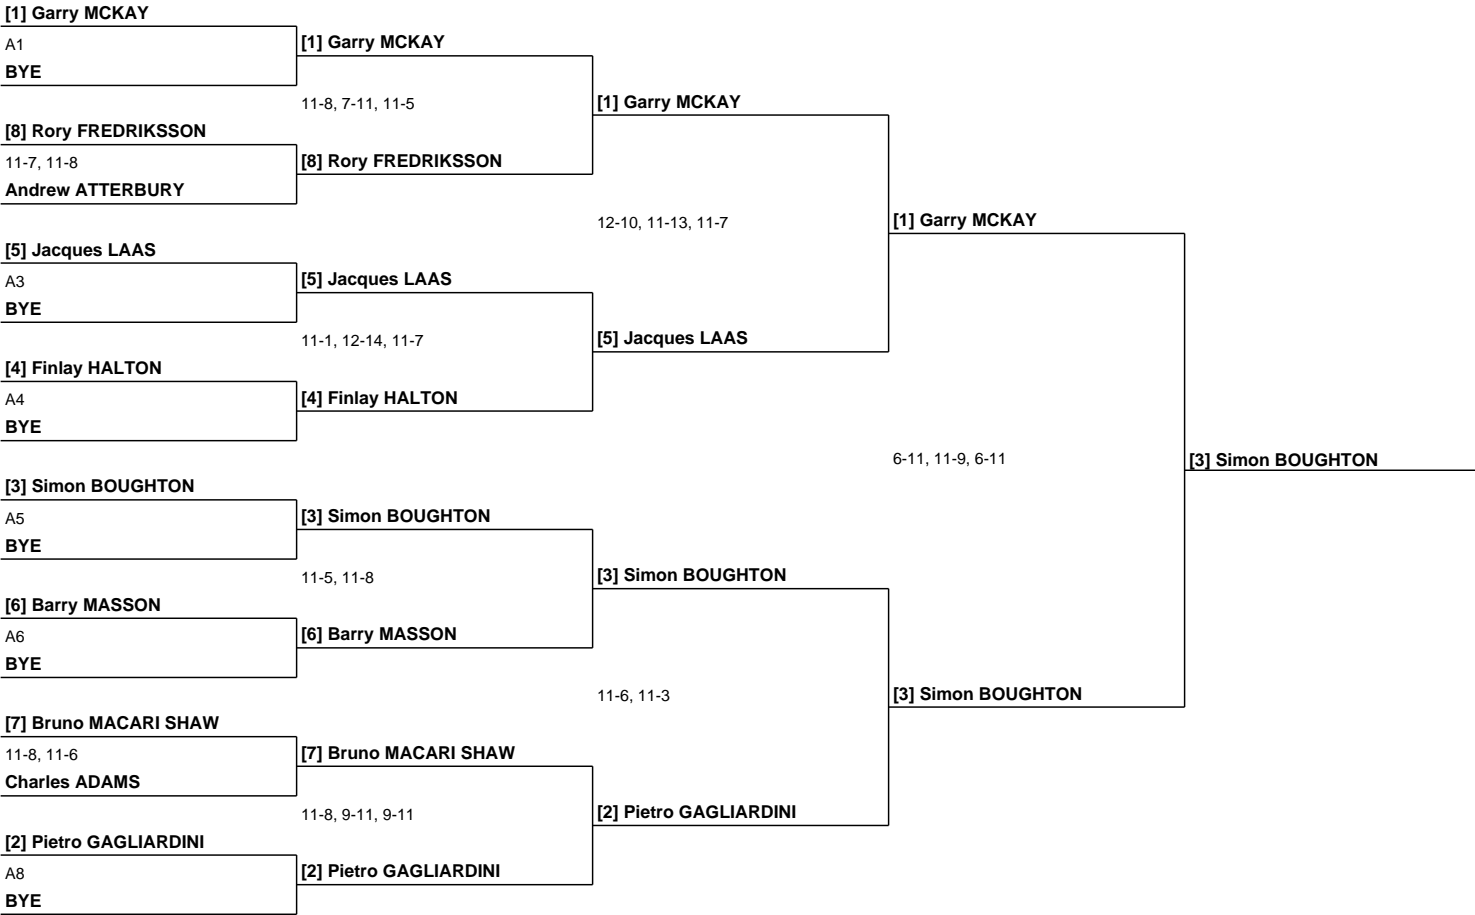 [1] Garry MCKAY
A1
BYE
[8] Rory FREDRIKSSON
11-7, 11-8
Andrew ATTERBURY
[5] Jacques LAAS
A3
BYE
[4] Finlay HALTON
A4
BYE
[3] Simon BOUGHTON
A5
BYE
[6] Barry MASSON
A6
BYE
[7] Bruno MACARI SHAW
11-8, 11-6
Charles ADAMS
[2] Pietro GAGLIARDINI
A8
BYE
[1] Garry MCKAY
11-8, 7-11, 11-5
[8] Rory FREDRIKSSON
[5] Jacques LAAS
11-1, 12-14, 11-7
[4] Finlay HALTON
[3] Simon BOUGHTON
11-5, 11-8
[6] Barry MASSON
[7] Bruno MACARI SHAW
11-8, 9-11, 9-11
[2] Pietro GAGLIARDINI
[1] Garry MCKAY
12-10, 11-13, 11-7
[5] Jacques LAAS
[3] Simon BOUGHTON
11-6, 11-3
[2] Pietro GAGLIARDINI
[1] Garry MCKAY
6-11, 11-9, 6-11
[3] Simon BOUGHTON
[3] Simon BOUGHTON